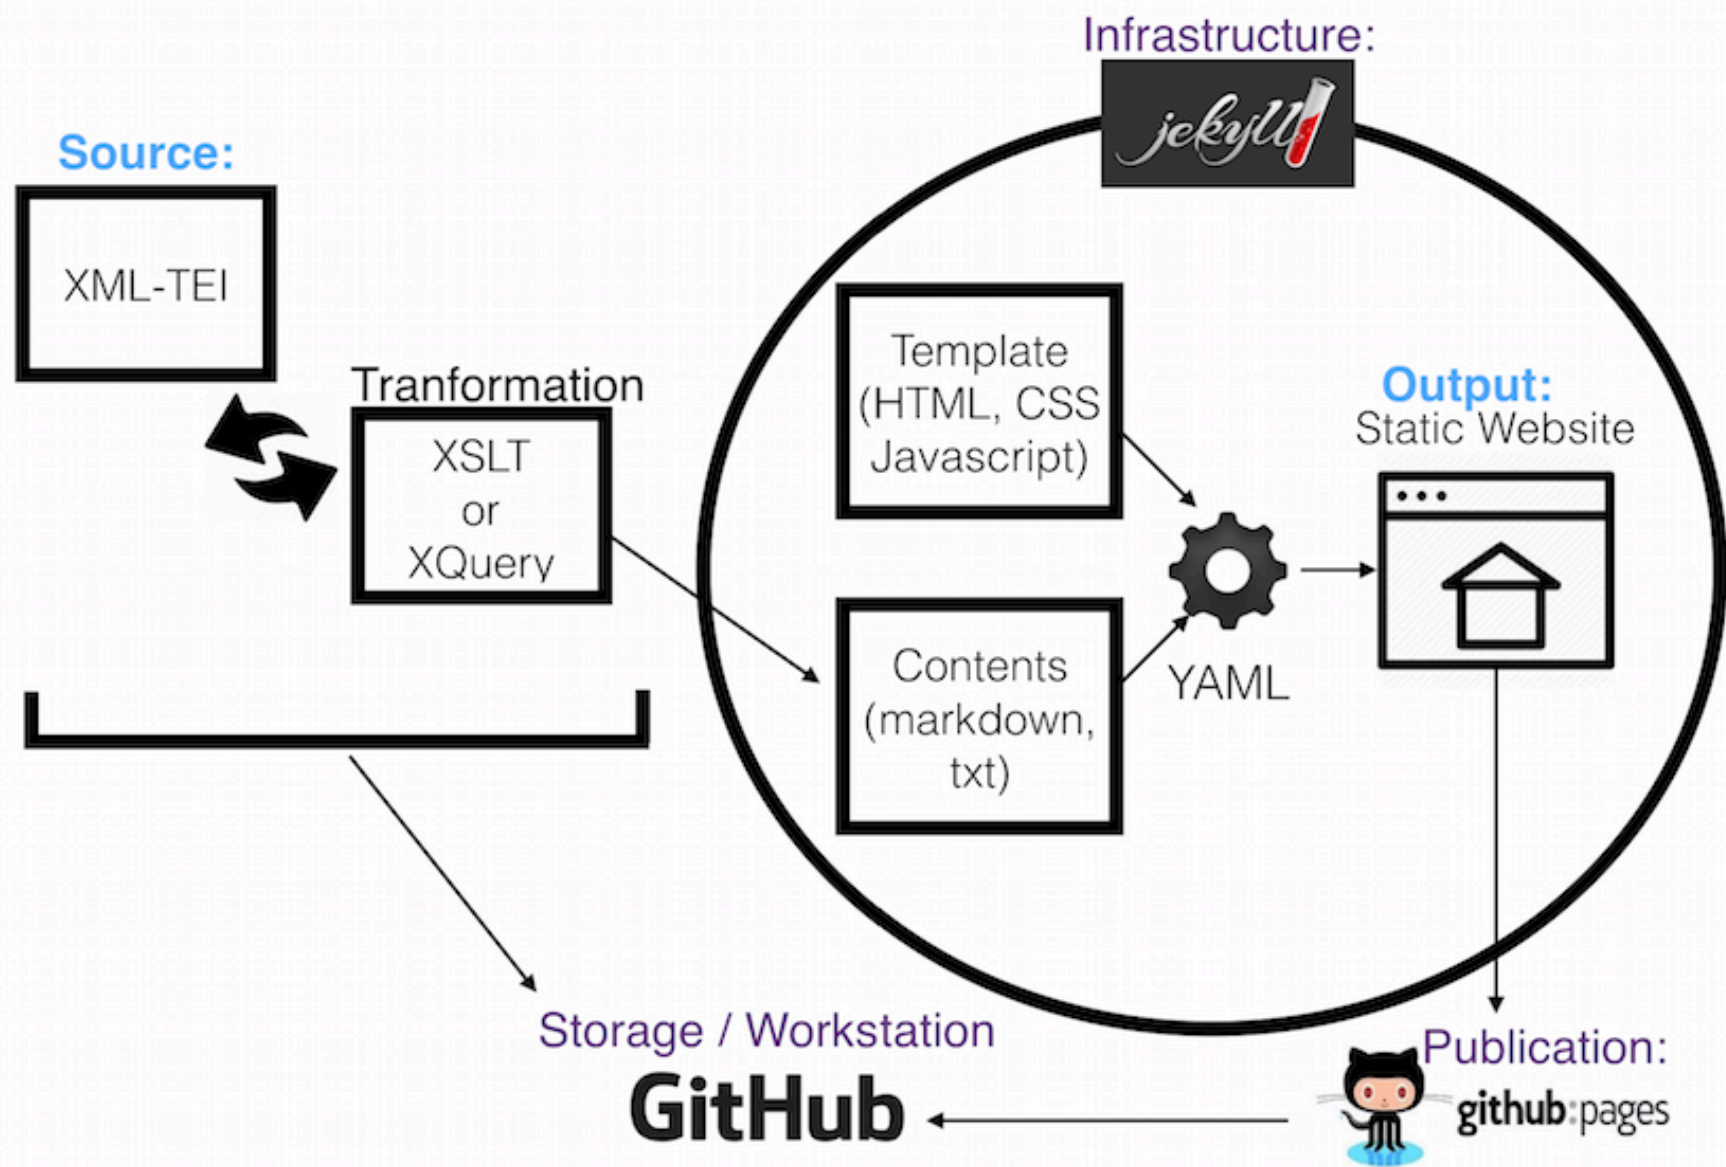 Infrastructure:
jekyll
Source:
XML-TEI
Tranformation
XSLT
or
XQuery
Template
(HTML, CSS
Javascript)
Contents
(markdown,
txt)
YAML
Output:
Static Website
Storage / Workstation
GitHub
Publication:
github:pages